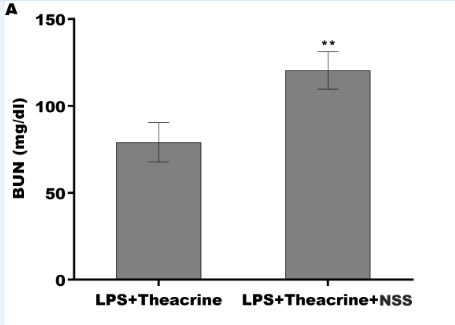 A
150
**
100
50
0
BUN (mg/dl)
LPS+Theacrine LPS+Theacrine+NSS